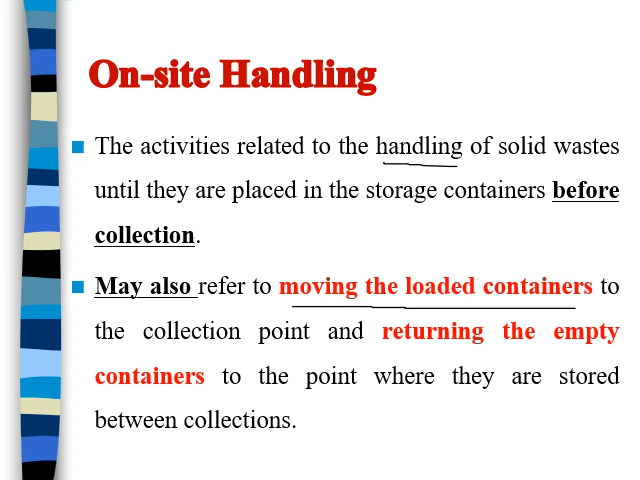 On-site Handling
The activities related to the handling of solid wastes
until they are placed in the storage containers before
collection.
May also refer to moving the loaded containers to
the collection point and returning the empty
containers to the point where they are stored
between collections.